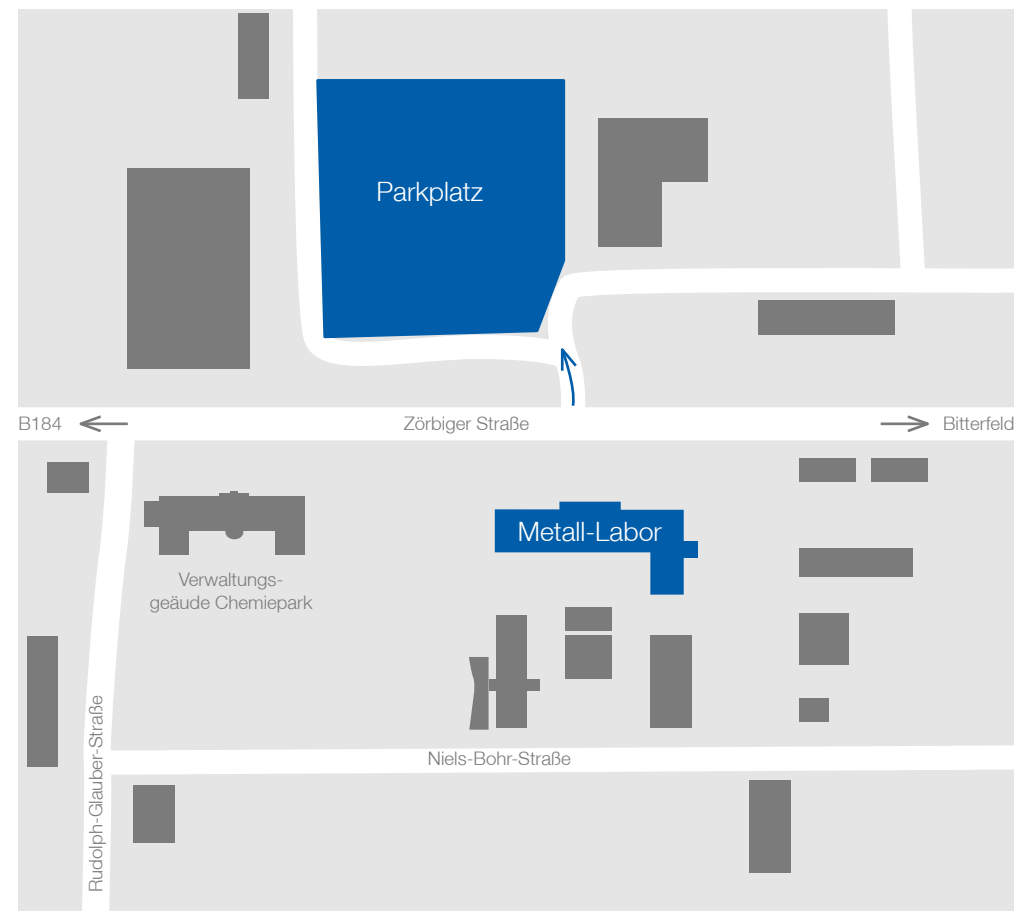 Parkplatz
B184
Zörbiger Straße
Bitterfeld
Metall-Labor
Verwaltungs-
geäude Chemiepark
Rudolph-Glauber-Straße
Niels-Bohr-Straße